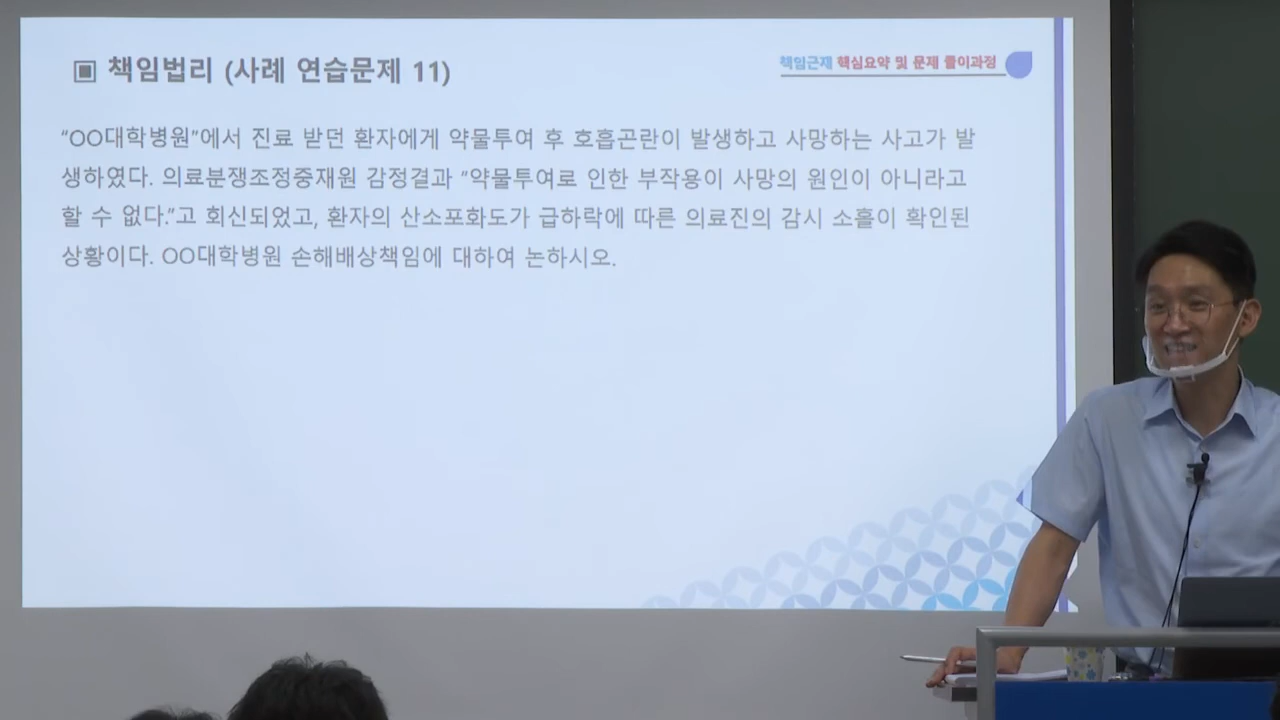 ▣ 책임법리 (사례 연습문제 11)
책임근재 핵심요약 및 문제 풀이과정
“OO대학병원”에서 진료 받던 환자에게 약물투여 후 호흡곤란이 발생하고 사망하는 사고가 발
생하였다. 의료분쟁조정중재원 감정결과 “약물투여로 인한 부작용이 사망의 원인이 아니라고
할 수 없다.”고 회신되었고, 환자의 산소포화도가 급하락에 따른 의료진의 감시 소홀이 확인된
상황이다. OO대학병원 손해배상책임에 대하여 논하시오.